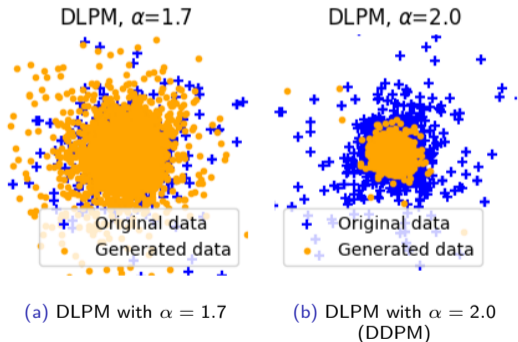 DLPM, α=1.7
DLPM, α=2.0
Original data
Generated data
Original data
Generated data
(a) DLPM with α = 1.7
(b) DLPM with α = 2.0
(DDPM)